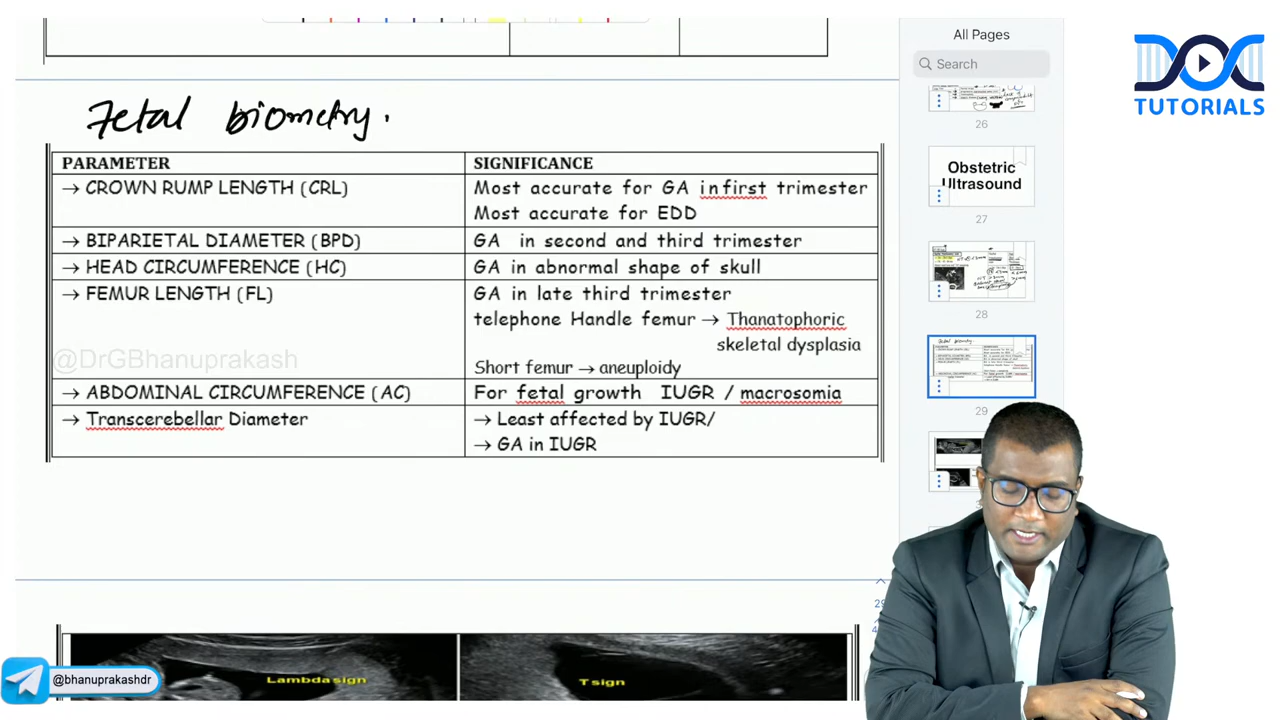 All Pages
Search
DOC
TUTORIALS
Fetal biometry.
PARAMETER SIGNIFICANCE
→ CROWN RUMP LENGTH (CRL) Most accurate for GA in first trimester
Most accurate for EDD
→ BIPARIETAL DIAMETER (BPD) GA in second and third trimester
→ HEAD CIRCUMFERENCE (HC) GA in abnormal shape of skull
→ FEMUR LENGTH (FL) GA in late third trimester
telephone Handle femur → Thanatophoric
skeletal dysplasia
@DrGBhanuprakash
Short femur → aneuploidy
→ ABDOMINAL CIRCUMFERENCE (AC) For fetal growth IUGR / macrosomia
→ Transcerebellar Diameter → Least affected by IUGR/
→ GA in IUGR
26
Obstetric
Ultrasound
27
28
Fetal biometry.
29
29
Lambda sign
T sign
@bhanuprakashdr